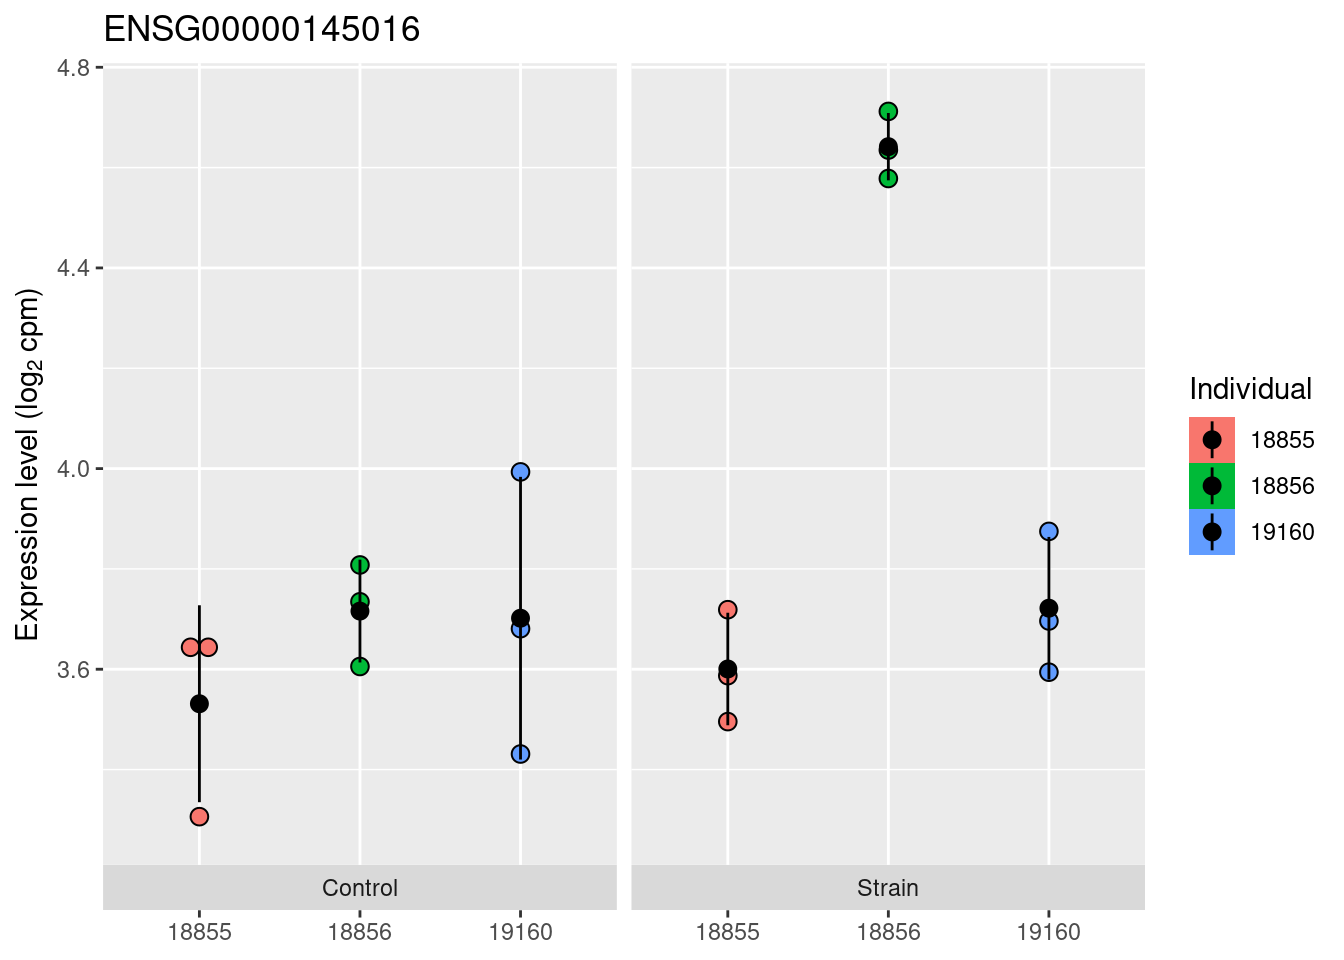 ENSG00000145016
Expression level (log₂ cpm)
4.8
4.4
4.0
3.6
Control
Strain
18855
18856
19160
18855
18856
19160
Individual
18855
18856
19160